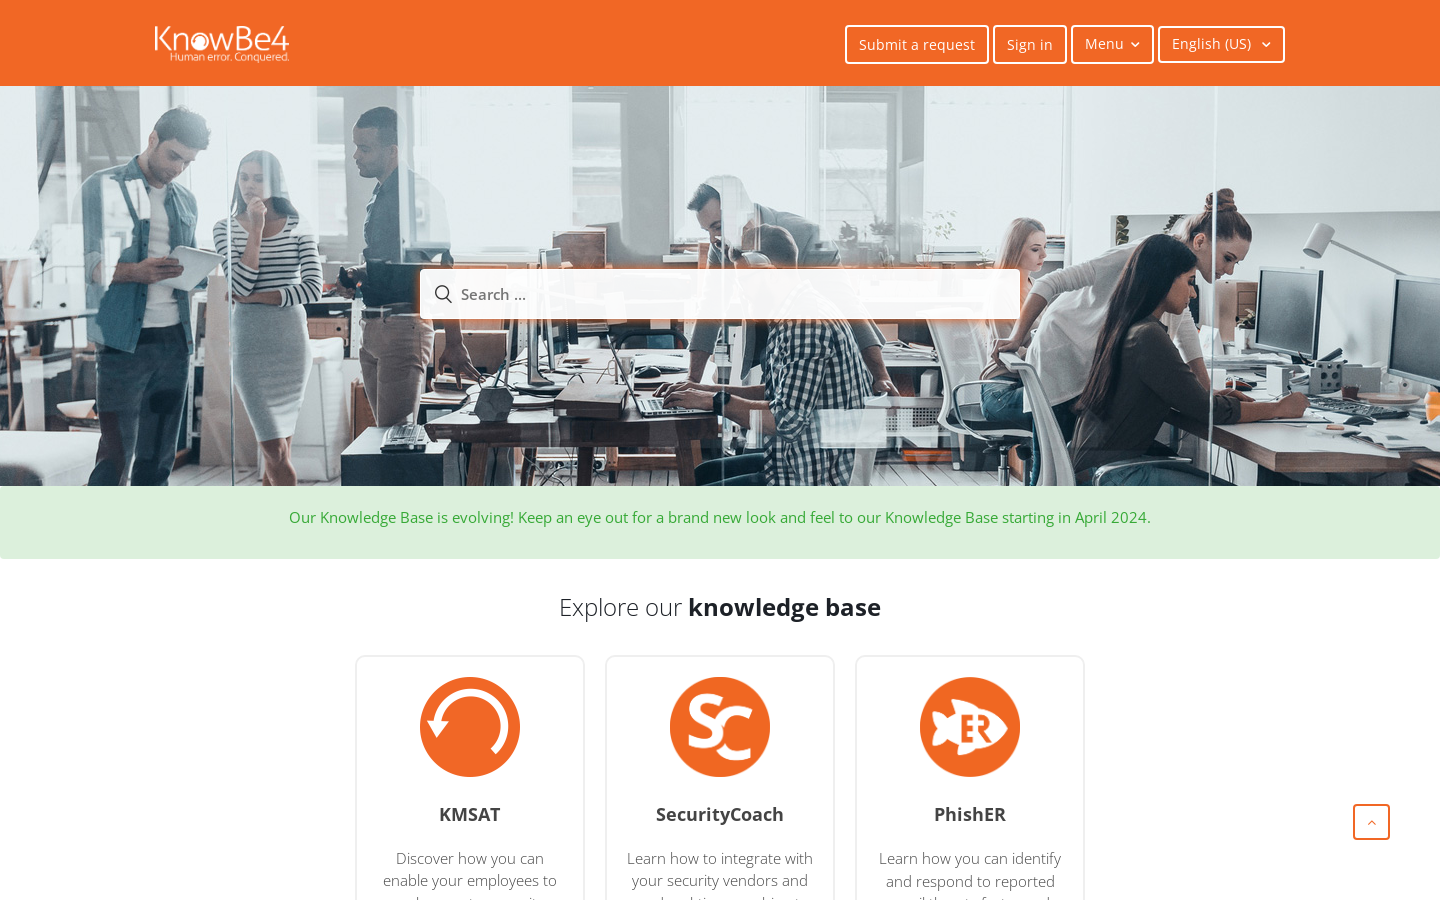 KnowBe4
Human error. Conquered.
Submit a request
Sign in
Menu
English (US)
Search ...
Our Knowledge Base is evolving! Keep an eye out for a brand new look and feel to our Knowledge Base starting in April 2024.
Explore our knowledge base
SC
ER
KMSAT
SecurityCoach
PhishER
Discover how you can
enable your employees to
Learn how to integrate with
your security vendors and
Learn how you can identify
and respond to reported